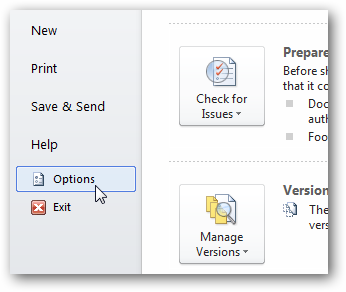 New
Print
Save & Send
Help
Options
Exit
Check for
Issues
Prepare
Before sh
that it co
Doc
auth
Foo
Manage
Versions
Version
The
vers